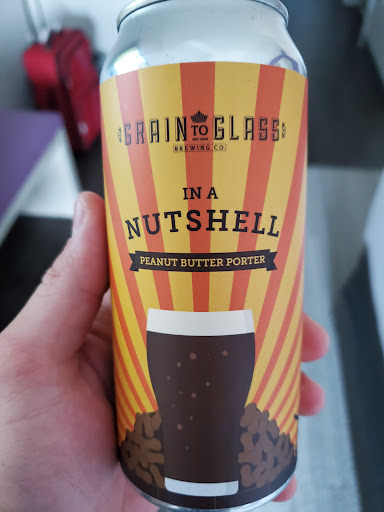 GRAIN TO GLASS
BREWING CO.
IN A
NUTSHELL
PEANUT BUTTER PORTER